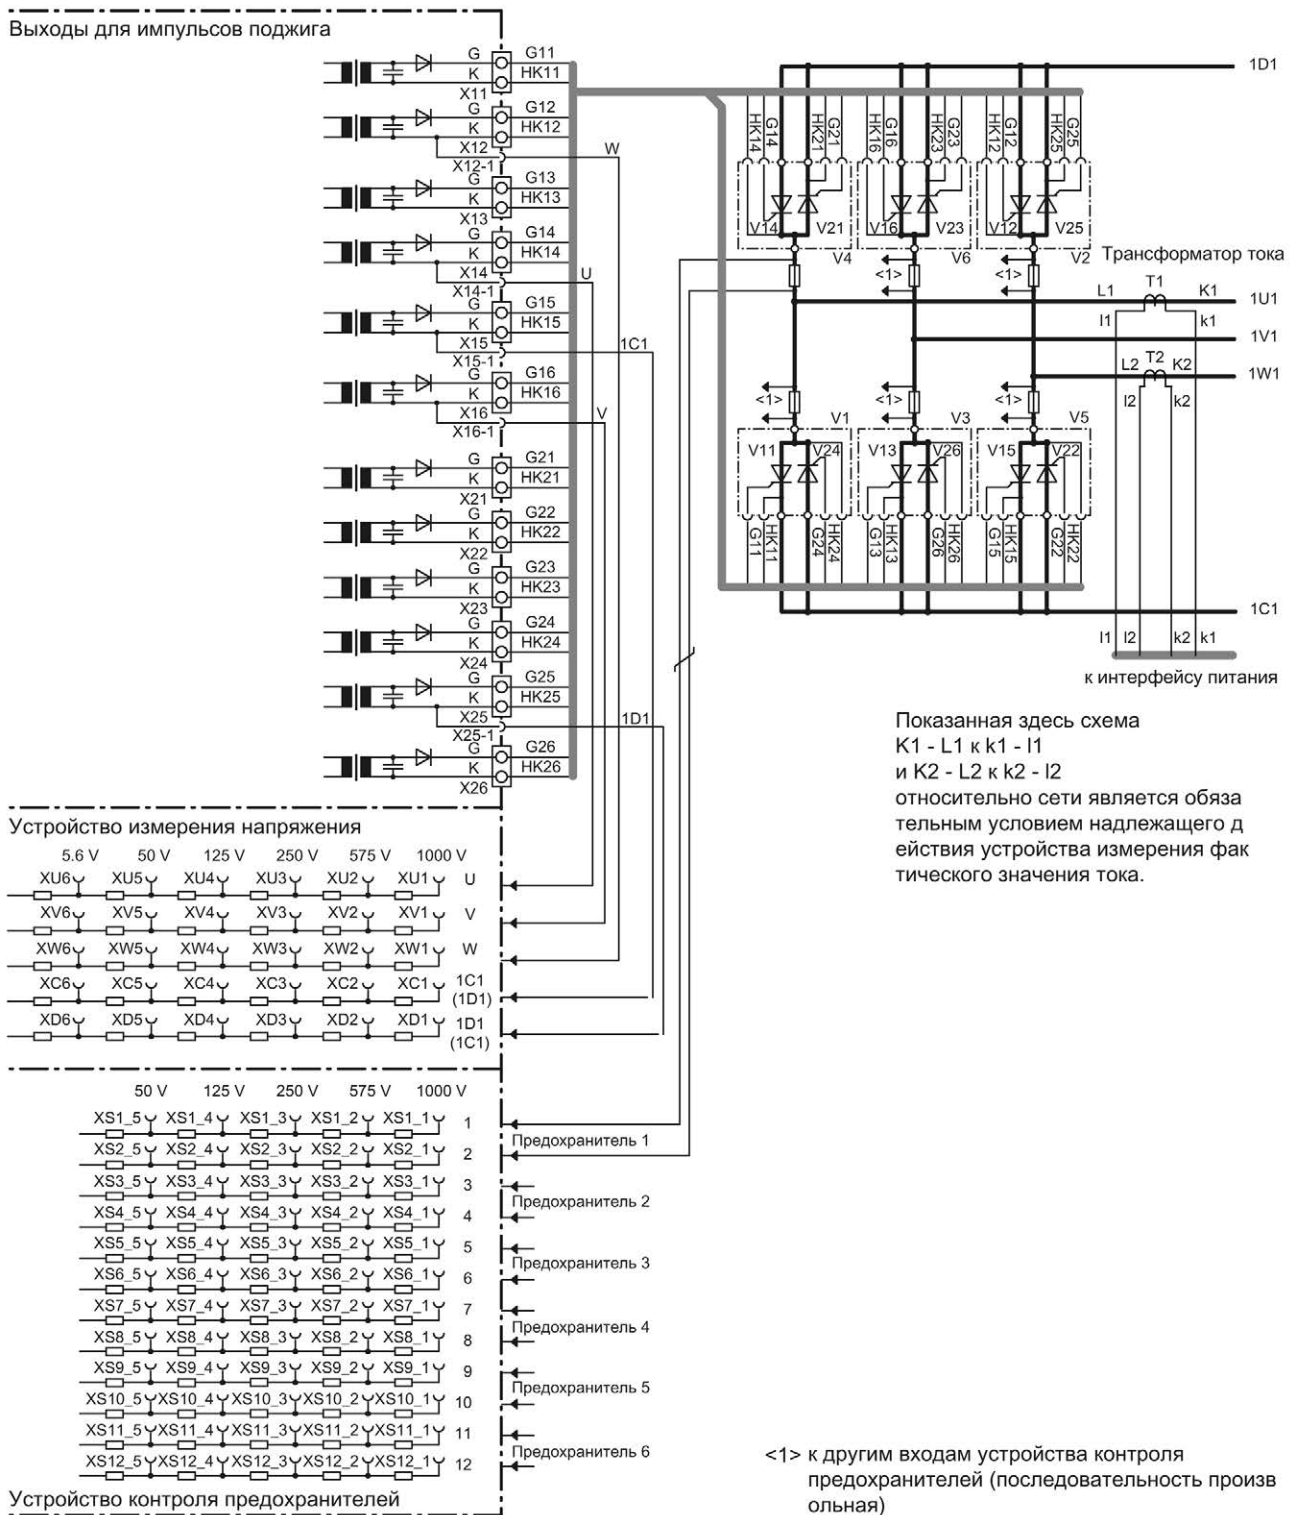 Выходы для импульсов поджига
G G11
K HK11
X11
G G12
K HK12
X12
X12-1
W
G G13
K HK13
X13
G G14
K HK14
X14
X14-1
U
G G15
K HK15
X15
X15-1
1C1
G G16
K HK16
X16
X16-1
V
G G21
K HK21
X21
G G22
K HK22
X22
G G23
K HK23
X23
G G24
K HK24
X24
G G25
K HK25
X25
X25-1
1D1
G G26
K HK26
X26
1D1
HK14 G14 HK21 G21 HK16 G16 HK23 G23 HK12 G12 HK25 G25
V14 V21 V16 V23 V12 V25
V4 V6 V2
<1> <1>
Трансформатор тока
L1 T1 K1 1U1
l1 k1
1V1
L2 T2 K2 1W1
l2 k2
<1> <1> <1>
V1 V3 V5
V11 V24 V13 V26 V15 V22
G11 HK11 G24 HK24 G13 HK13 G26 HK26 G15 HK15 G22 HK22
1C1
l1 l2 k2 k1
к интерфейсу питания
Показанная здесь схема
K1 - L1 к k1 - l1
и K2 - L2 к k2 - l2
относительно сети является обяза
тельным условием надлежащего д
ействия устройства измерения фак
тического значения тока.
Устройство измерения напряжения
5.6 V 50 V 125 V 250 V 575 V 1000 V
XU6 XU5 XU4 XU3 XU2 XU1 U
XV6 XV5 XV4 XV3 XV2 XV1 V
XW6 XW5 XW4 XW3 XW2 XW1 W
XC6 XC5 XC4 XC3 XC2 XC1 1C1
(1D1)
XD6 XD5 XD4 XD3 XD2 XD1 1D1
(1C1)
50 V 125 V 250 V 575 V 1000 V
XS1_5 XS1_4 XS1_3 XS1_2 XS1_1 1
Предохранитель 1
XS2_5 XS2_4 XS2_3 XS2_2 XS2_1 2
XS3_5 XS3_4 XS3_3 XS3_2 XS3_1 3
Предохранитель 2
XS4_5 XS4_4 XS4_3 XS4_2 XS4_1 4
XS5_5 XS5_4 XS5_3 XS5_2 XS5_1 5
Предохранитель 3
XS6_5 XS6_4 XS6_3 XS6_2 XS6_1 6
XS7_5 XS7_4 XS7_3 XS7_2 XS7_1 7
Предохранитель 4
XS8_5 XS8_4 XS8_3 XS8_2 XS8_1 8
XS9_5 XS9_4 XS9_3 XS9_2 XS9_1 9
Предохранитель 5
XS10_5 XS10_4 XS10_3 XS10_2 XS10_1 10
XS11_5 XS11_4 XS11_3 XS11_2 XS11_1 11
Предохранитель 6
XS12_5 XS12_4 XS12_3 XS12_2 XS12_1 12
Устройство контроля предохранителей
<1> к другим входам устройства контроля
предохранителей (последовательность произв
ольная)